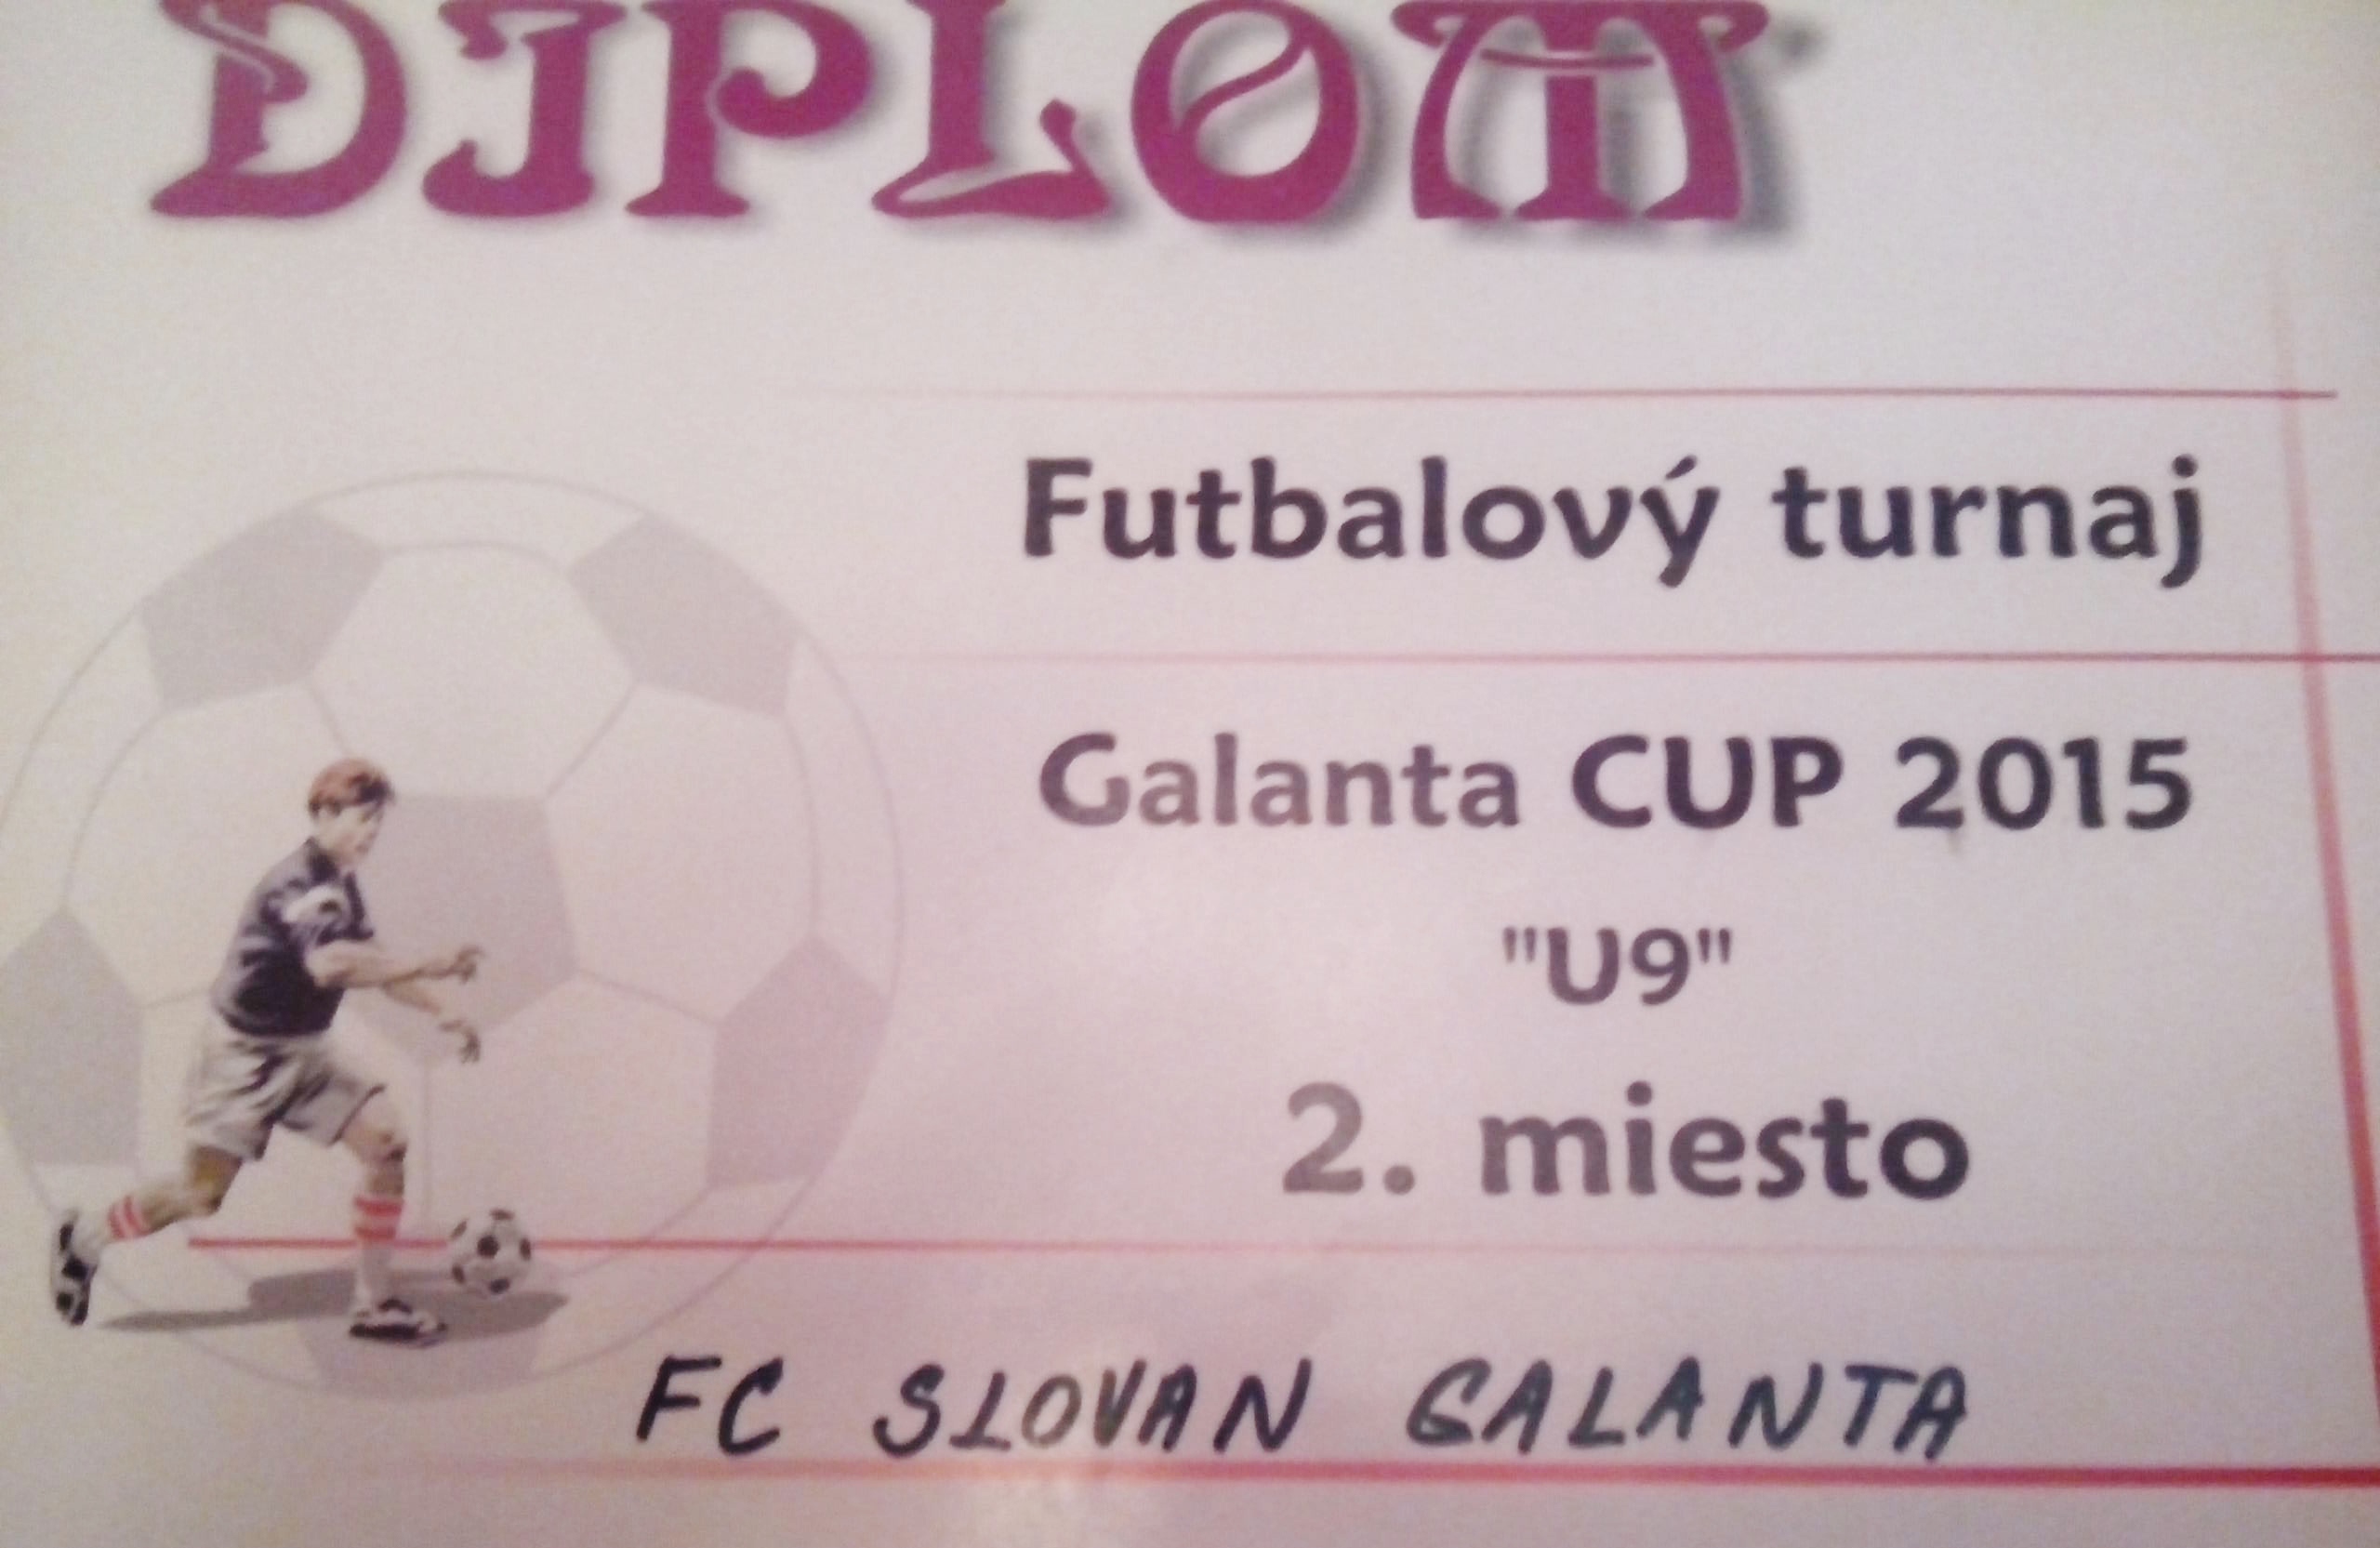 DIPLOM
Futbalový turnaj
Galanta CUP 2015
"U9"
2. miesto
FC SLOVAN GALANTA